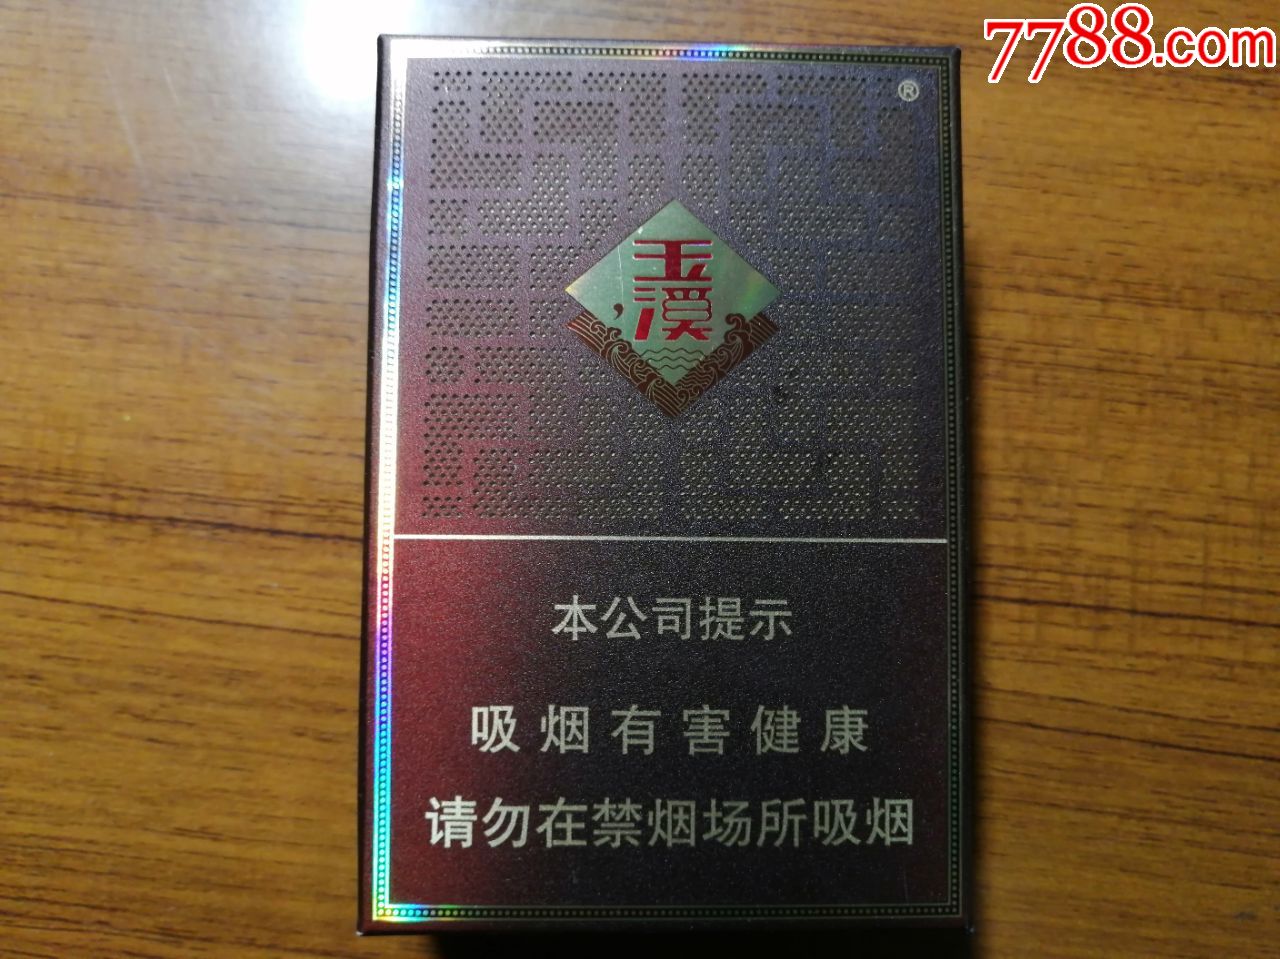 7788.com
®
玉
溪
本公司提示
吸烟有害健康
请勿在禁烟场所吸烟